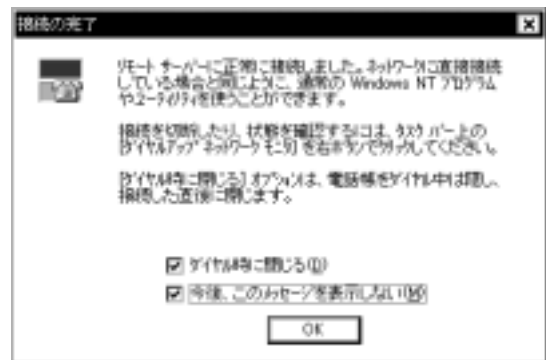 接続の完了
リモート サーバーに正常に接続しました。ネットワークに直接接続
している場合と同じように、通常の Windows NT プログラム
やユーティリティを使うことができます。
接続を切断したり、状態を確認するには、タスク バー上の
[ダイヤルアップ ネットワーク モニタ] を右ボタンでクリックしてください。
[ダイヤル時に閉じる] オプションは、電話帳をダイヤル中は隠し、
接続した直後に閉じます。
ダイヤル時に閉じる(D)
今後、このメッセージを表示しない(M)
OK